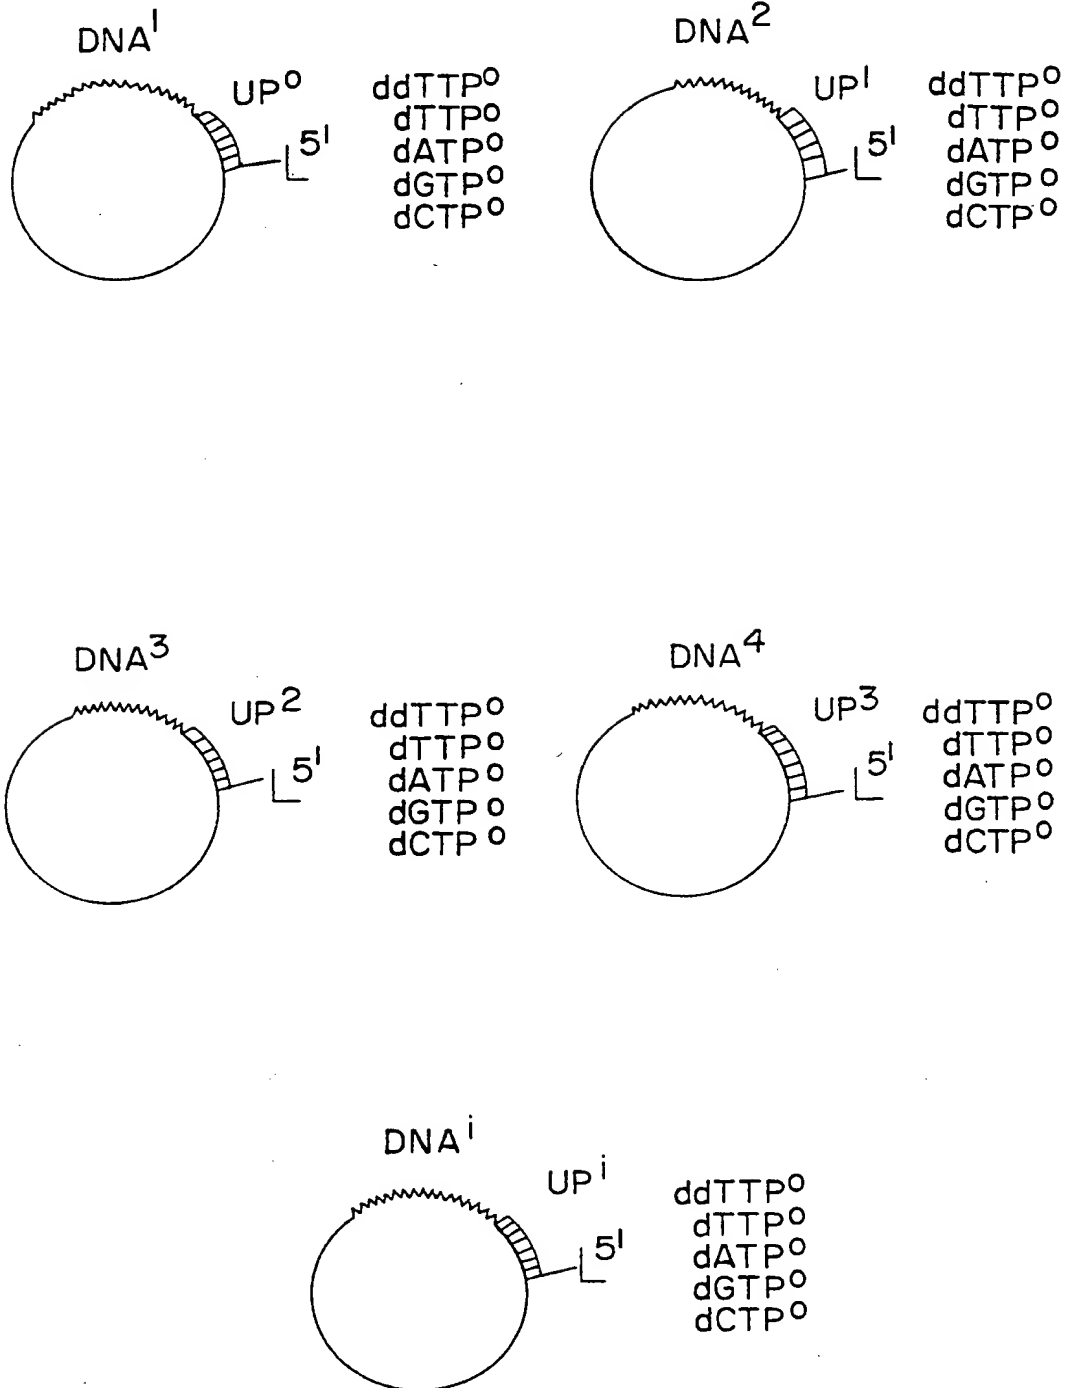 DNA¹
UP⁰
5'
L
ddTTP⁰
dTTP⁰
dATP⁰
dGTP⁰
dCTP⁰
DNA²
UP¹
5'
L
ddTTP⁰
dTTP⁰
dATP⁰
dGTP⁰
dCTP⁰
DNA³
UP²
5'
L
ddTTP⁰
dTTP⁰
dATP⁰
dGTP⁰
dCTP⁰
DNA⁴
UP³
5'
L
ddTTP⁰
dTTP⁰
dATP⁰
dGTP⁰
dCTP⁰
DNAⁱ
UPⁱ
5'
L
ddTTP⁰
dTTP⁰
dATP⁰
dGTP⁰
dCTP⁰